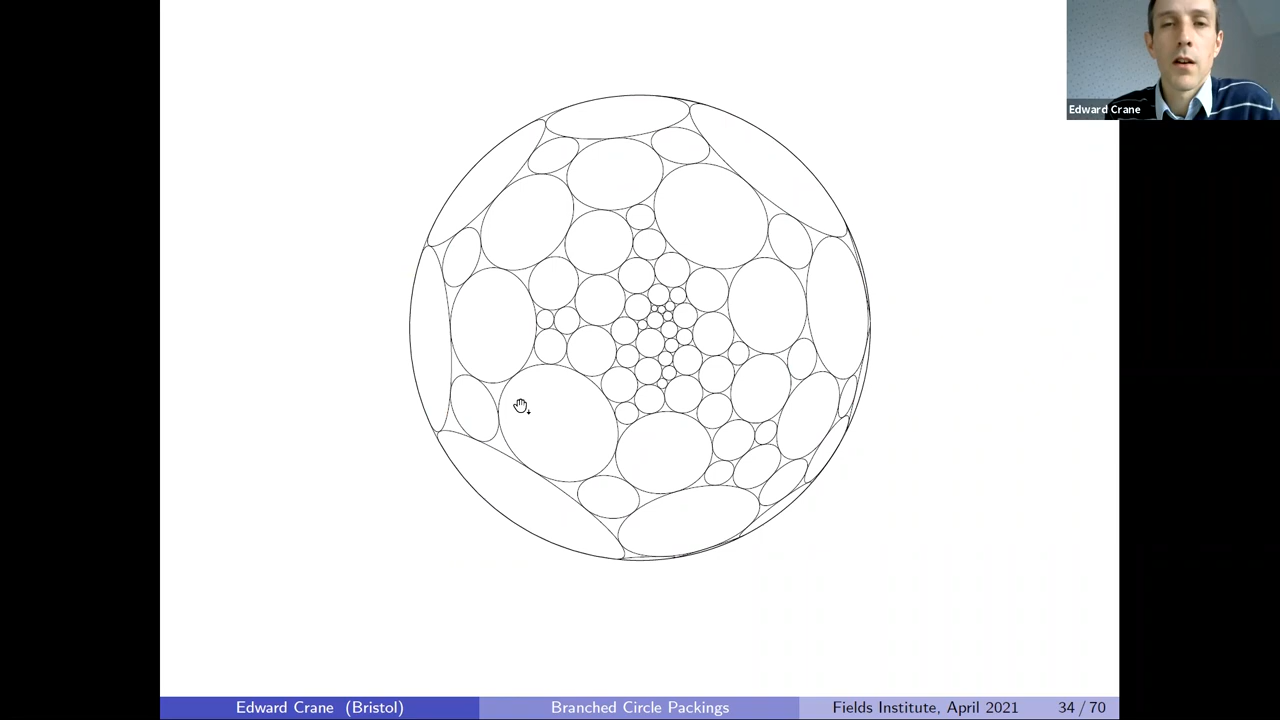 Edward Crane
Edward Crane (Bristol)
Branched Circle Packings
Fields Institute, April 2021
34 / 70